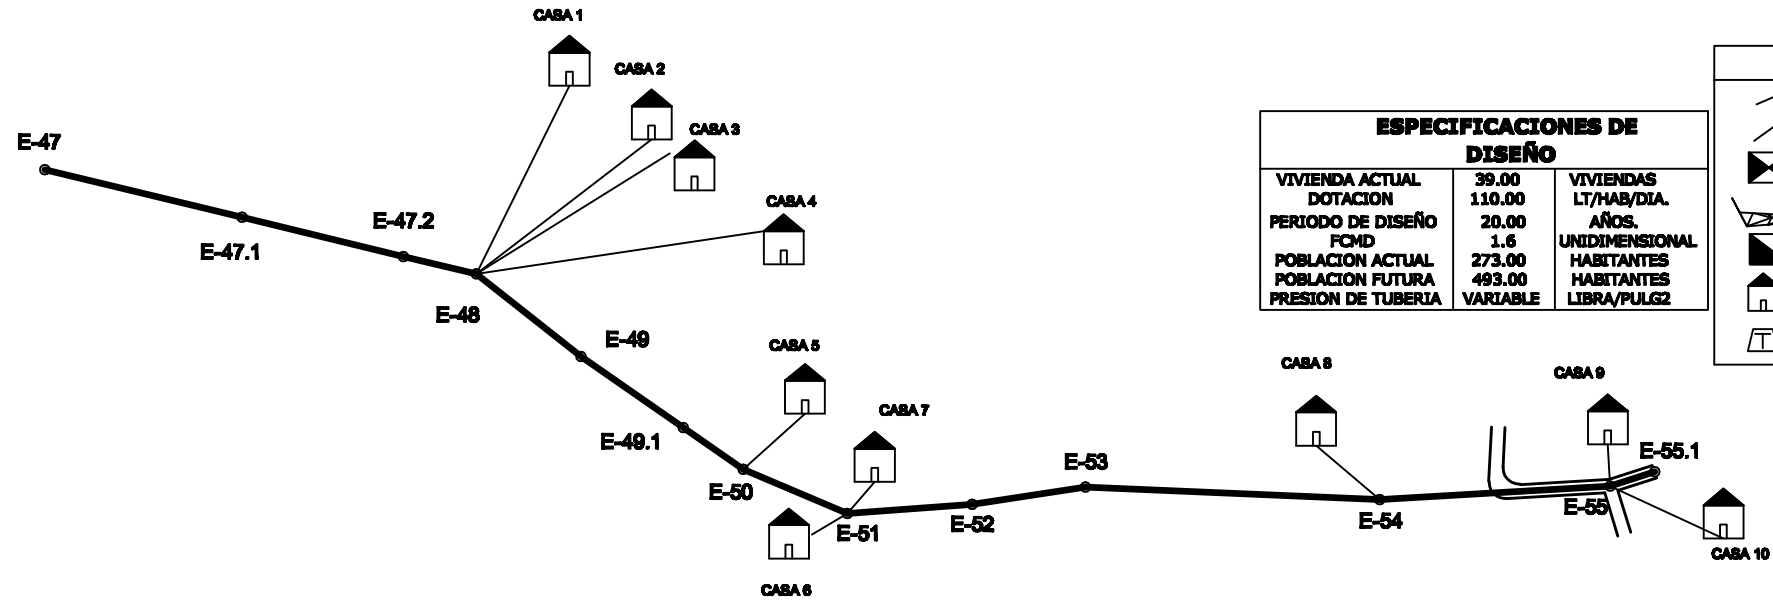 CASA 1
CASA 2
CASA 3
CASA 4
E-47
E-47.1
E-47.2
E-48
E-49
E-49.1
E-50
CASA 5
CASA 7
CASA 6
E-51
E-52
E-53
CASA 8
E-54
CASA 9
E-55
E-55.1
CASA 10
ESPECIFICACIONES DE
DISEÑO
VIVIENDA ACTUAL 39.00 VIVIENDAS
DOTACION 110.00 LT/HAB/DIA.
PERIODO DE DISEÑO 20.00 AÑOS.
FCMD 1.6 UNIDIMENSIONAL
POBLACION ACTUAL 273.00 HABITANTES
POBLACION FUTURA 493.00 HABITANTES
PRESION DE TUBERIA VARIABLE LIBRA/PULG2
T